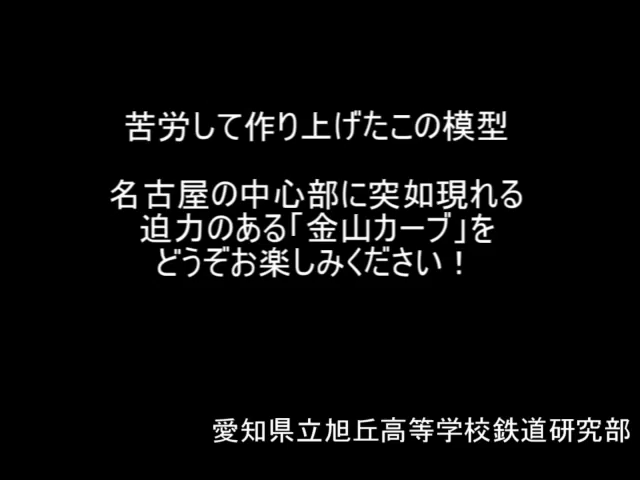 苦労して作り上げたこの模型
名古屋の中心部に突如現れる
迫力のある「金山カーブ」を
どうぞお楽しみください！
愛知県立旭丘高等学校鉄道研究部